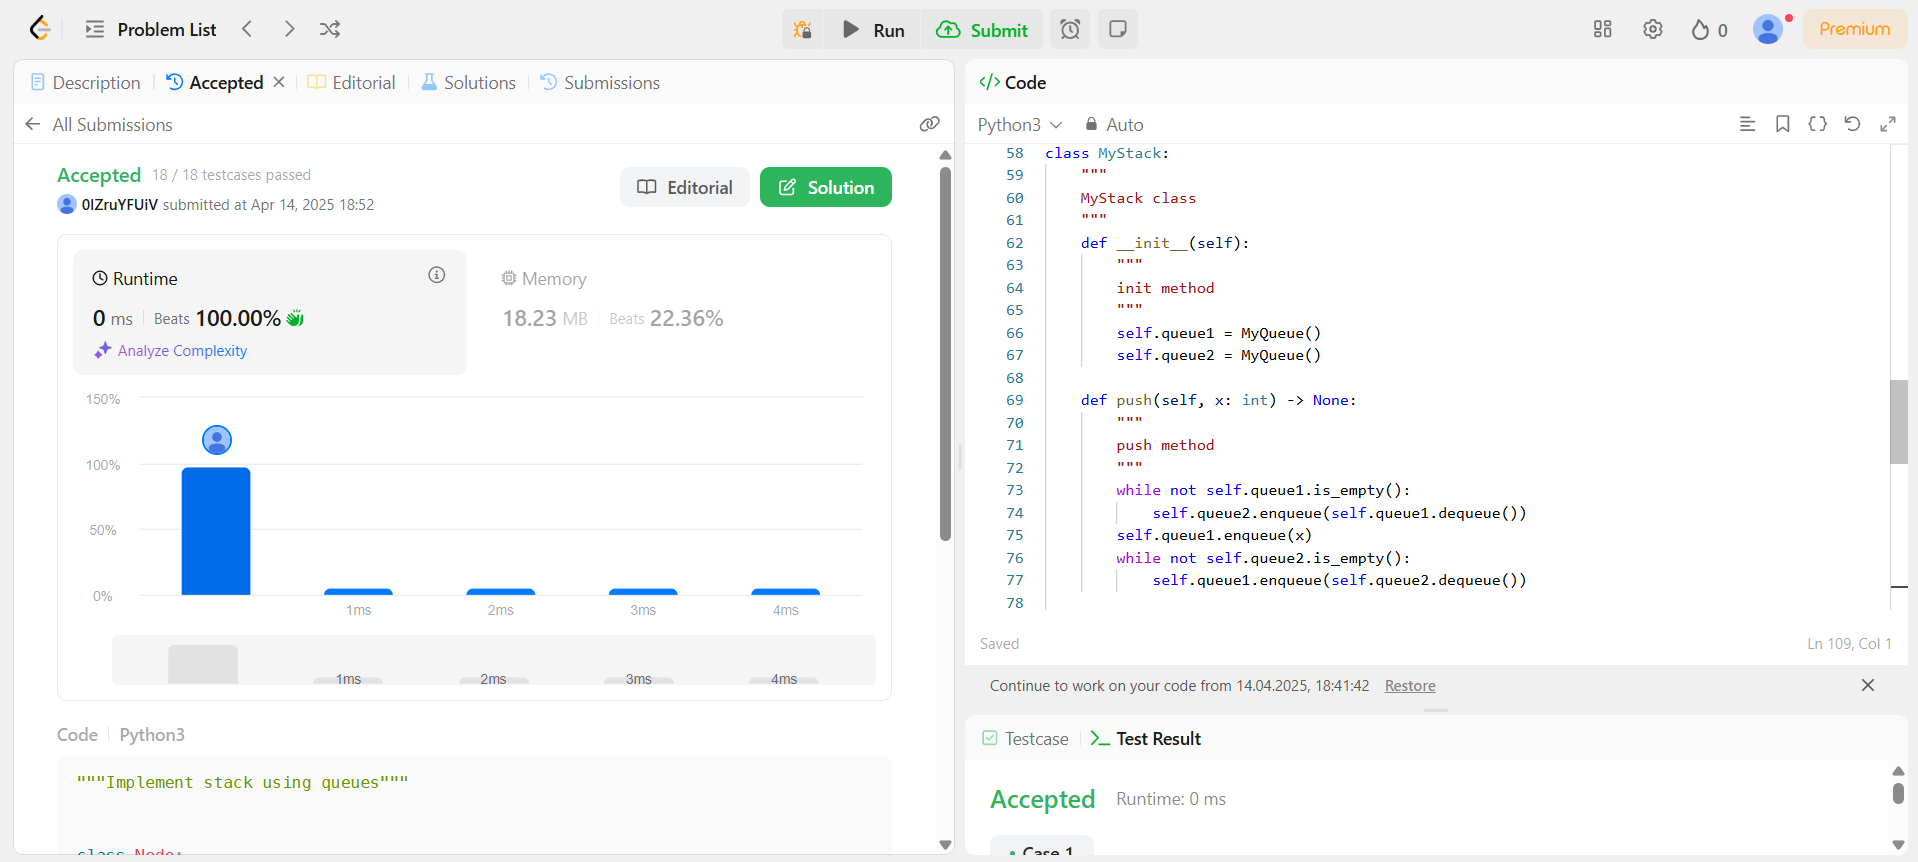 Problem List
Run
Submit
0
Premium
Description
Accepted
Editorial
Solutions
Submissions
All Submissions
Accepted 18 / 18 testcases passed
0IZruYFUiV submitted at Apr 14, 2025 18:52
Editorial
Solution
Runtime
0 ms Beats 100.00%
Analyze Complexity
Memory
18.23 MB Beats 22.36%
150%
100%
50%
0%
1ms
2ms
3ms
4ms
1ms
2ms
3ms
4ms
Code Python3
"""Implement stack using queues"""
class Node:
</> Code
Python3
Auto
58 class MyStack:
59 """
60 MyStack class
61 """
62 def __init__(self):
63 """
64 init method
65 """
66 self.queue1 = MyQueue()
67 self.queue2 = MyQueue()
68
69 def push(self, x: int) -> None:
70 """
71 push method
72 """
73 while not self.queue1.is_empty():
74 self.queue2.enqueue(self.queue1.dequeue())
75 self.queue1.enqueue(x)
76 while not self.queue2.is_empty():
77 self.queue1.enqueue(self.queue2.dequeue())
78
Saved
Ln 109, Col 1
Continue to work on your code from 14.04.2025, 18:41:42 Restore
Testcase
Test Result
Accepted Runtime: 0 ms
• Case 1